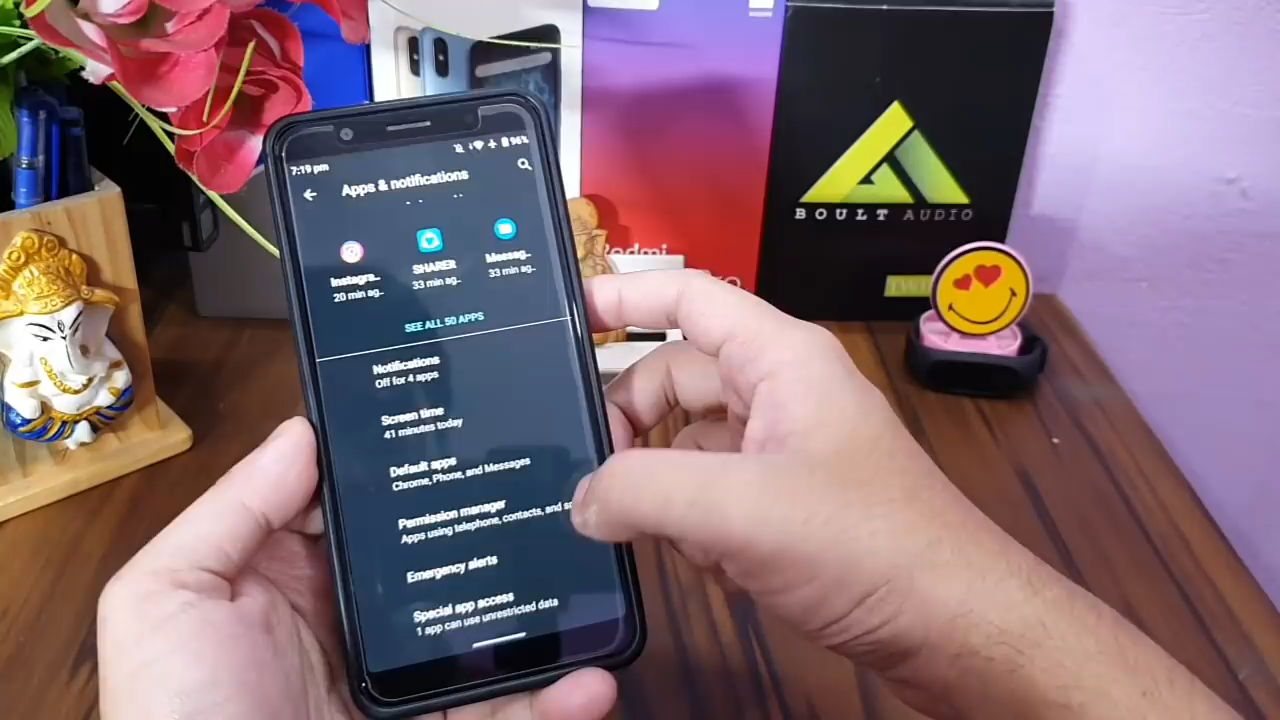 7:19 pm
96%
Apps & notifications
Instagra..
20 min ag..
SHAREit
33 min ag..
Messag..
33 min ag..
SEE ALL 50 APPS
Notifications
Off for 4 apps
Screen time
41 minutes today
Default apps
Chrome, Phone, and Messages
Permission manager
Apps using telephone, contacts, and
Emergency alerts
Special app access
1 app can use unrestricted data
Redmi
BOULT AUDIO